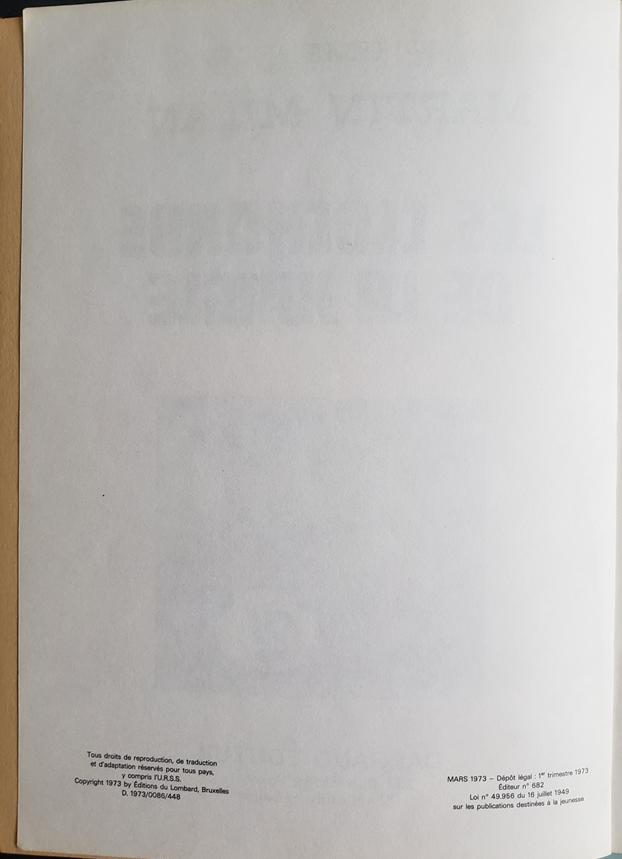 Tous droits de reproduction, de traduction
et d'adaptation réservés pour tous pays,
y compris l'U.R.S.S.
Copyright 1973 by Éditions du Lombard, Bruxelles
D. 1973/0086/448
MARS 1973 – Dépôt légal : 1er trimestre 1973
Éditeur n° 682
Loi n° 49.956 du 16 juillet 1949
sur les publications destinées à la jeunesse